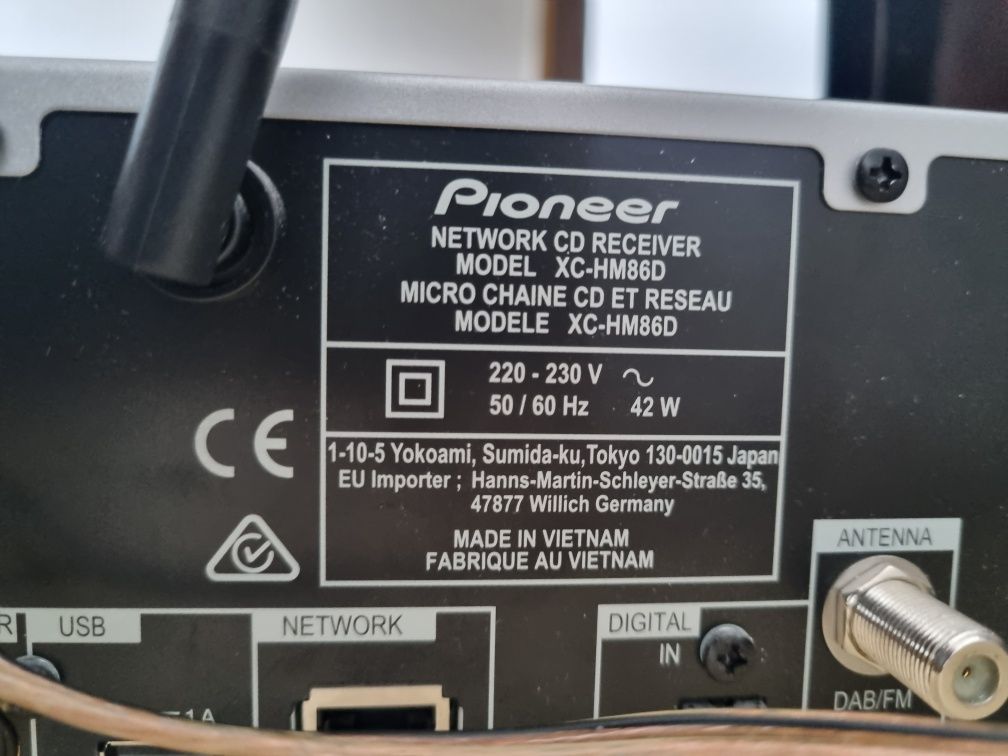 Pioneer
NETWORK CD RECEIVER
MODEL XC-HM86D
MICRO CHAINE CD ET RESEAU
MODELE XC-HM86D
220 - 230 V ~
50 / 60 Hz 42 W
CE
1-10-5 Yokoami, Sumida-ku,Tokyo 130-0015 Japan
EU Importer ; Hanns-Martin-Schleyer-Straße 35,
47877 Willich Germany
MADE IN VIETNAM
FABRIQUE AU VIETNAM
ANTENNA
USB
NETWORK
DIGITAL
IN
DAB/FM
1A